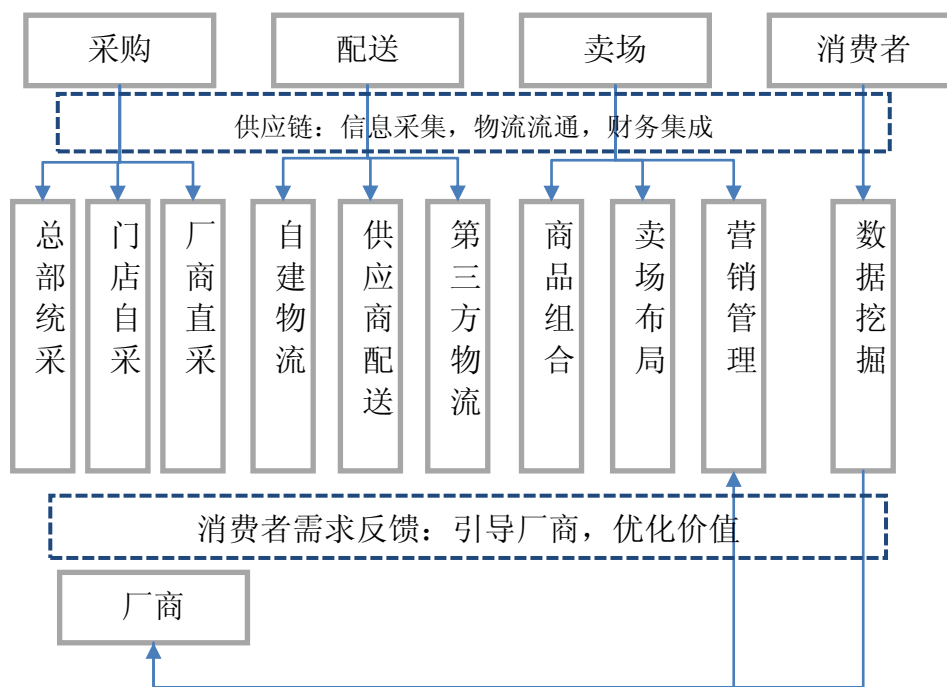 采购
配送
卖场
消费者
供应链：信息采集，物流流通，财务集成
总部统采
门店自采
厂商直采
自建物流
供应商配送
第三方物流
商品组合
卖场布局
营销管理
数据挖掘
消费者需求反馈：引导厂商，优化价值
厂商